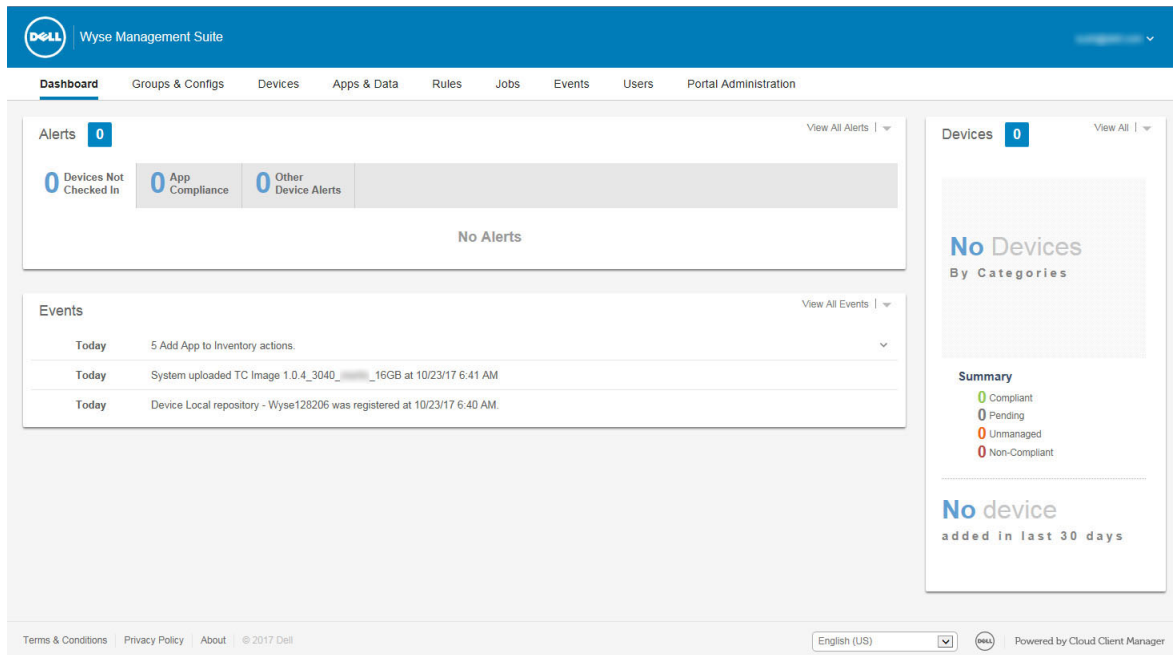 DELL Wyse Management Suite
Dashboard Groups & Configs Devices Apps & Data Rules Jobs Events Users Portal Administration
Alerts 0 View All Alerts
0 Devices Not Checked In
0 App Compliance
0 Other Device Alerts
No Alerts
Events View All Events
Today 5 Add App to Inventory actions.
Today System uploaded TC Image 1.0.4_3040_ _16GB at 10/23/17 6:41 AM
Today Device Local repository - Wyse128206 was registered at 10/23/17 6:40 AM.
Devices 0 View All
No Devices
By Categories
Summary
0 Compliant
0 Pending
0 Unmanaged
0 Non-Compliant
No device
added in last 30 days
Terms & Conditions Privacy Policy About © 2017 Dell
English (US) DELL Powered by Cloud Client Manager